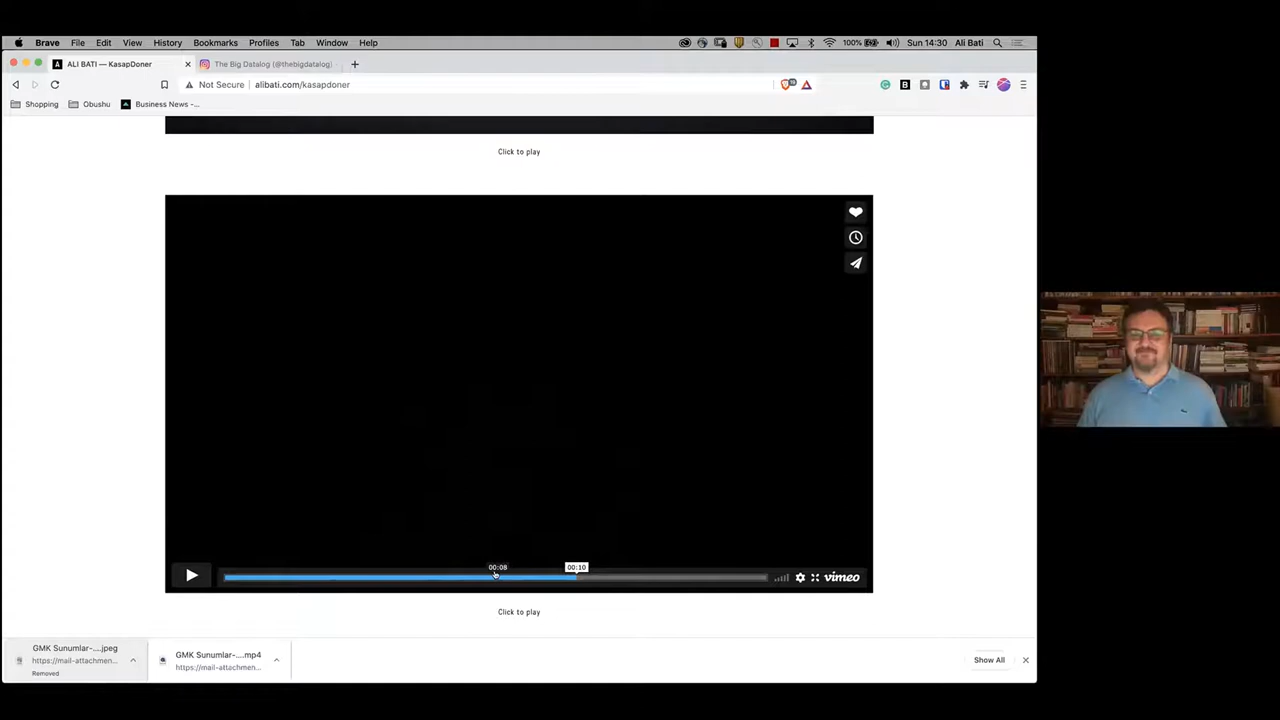 Brave File Edit View History Bookmarks Profiles Tab Window Help 100% Sun 14:30 Ali Bati
ALI BATI — KasapDoner The Big Datalog (@thebigdatalog)
Not Secure alibati.com/kasapdoner
Shopping Obushu Business News -...
Click to play
00:08 00:10
vimeo
Click to play
GMK Sunumlar-....jpeg
https://mail-attachmen...
Removed
GMK Sunumlar-....mp4
https://mail-attachmen...
Show All